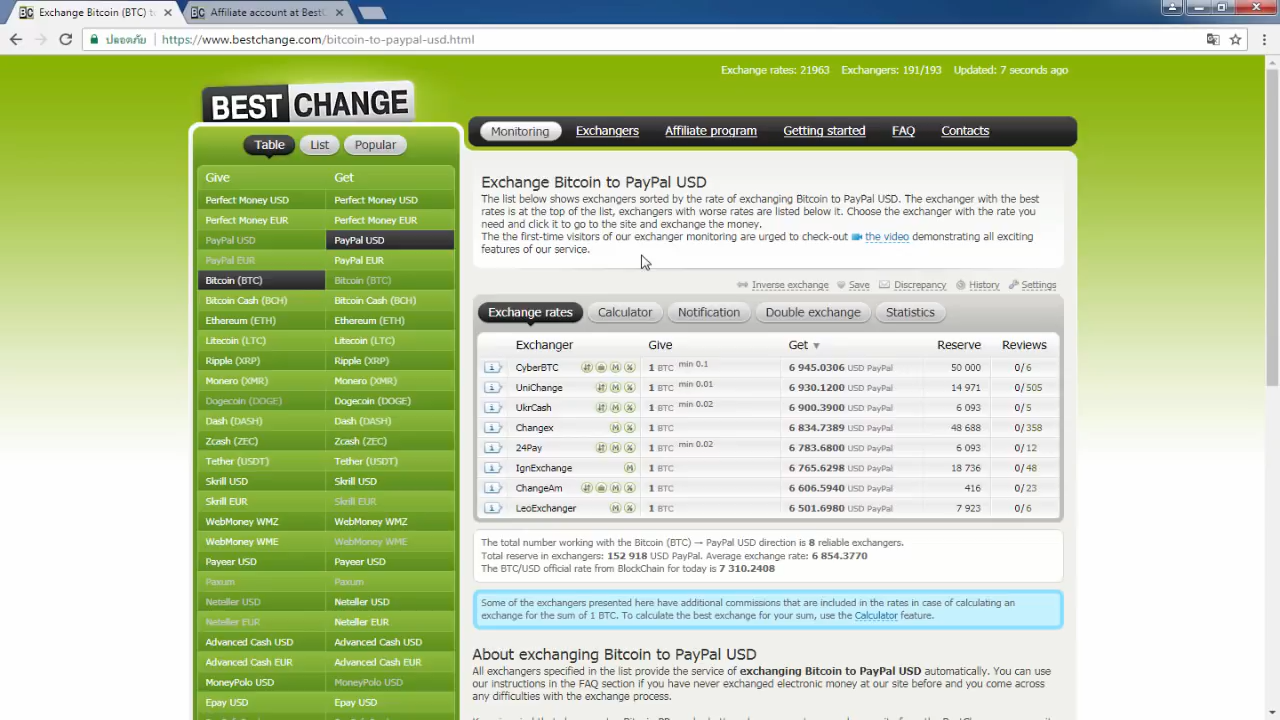 Exchange Bitcoin (BTC) to
Affiliate account at BestC
ปลอดภัย
https://www.bestchange.com/bitcoin-to-paypal-usd.html
Exchange rates: 21963 Exchangers: 191/193 Updated: 7 seconds ago
BEST CHANGE
Monitoring Exchangers Affiliate program Getting started FAQ Contacts
Table List Popular
Give Get
Perfect Money USD Perfect Money USD
Perfect Money EUR Perfect Money EUR
PayPal USD PayPal USD
PayPal EUR PayPal EUR
Bitcoin (BTC) Bitcoin (BTC)
Bitcoin Cash (BCH) Bitcoin Cash (BCH)
Ethereum (ETH) Ethereum (ETH)
Litecoin (LTC) Litecoin (LTC)
Ripple (XRP) Ripple (XRP)
Monero (XMR) Monero (XMR)
Dogecoin (DOGE) Dogecoin (DOGE)
Dash (DASH) Dash (DASH)
Zcash (ZEC) Zcash (ZEC)
Tether (USDT) Tether (USDT)
Skrill USD Skrill USD
Skrill EUR Skrill EUR
WebMoney WMZ WebMoney WMZ
WebMoney WME WebMoney WME
Payeer USD Payeer USD
Paxum Paxum
Neteller USD Neteller USD
Neteller EUR Neteller EUR
Advanced Cash USD Advanced Cash USD
Advanced Cash EUR Advanced Cash EUR
MoneyPolo USD MoneyPolo USD
Epay USD Epay USD
Exchange Bitcoin to PayPal USD
The list below shows exchangers sorted by the rate of exchanging Bitcoin to PayPal USD. The exchanger with the best
rates is at the top of the list, exchangers with worse rates are listed below it. Choose the exchanger with the rate you
need and click it to go to the site and exchange the money.
The the first-time visitors of our exchanger monitoring are urged to check-out the video demonstrating all exciting
features of our service.
Inverse exchange Save Discrepancy History Settings
Exchange rates Calculator Notification Double exchange Statistics
Exchanger Give Get Reserve Reviews
CyberBTC 1 BTC min 0.1 6 945.0306 USD PayPal 50 000 0/6
UniChange 1 BTC min 0.01 6 930.1200 USD PayPal 14 971 0/505
UkrCash 1 BTC min 0.02 6 900.3900 USD PayPal 6 093 0/5
Changex 1 BTC 6 834.7389 USD PayPal 48 688 0/358
24Pay 1 BTC min 0.02 6 783.6800 USD PayPal 6 093 0/12
IgnExchange 1 BTC 6 765.6298 USD PayPal 18 736 0/48
ChangeAm 1 BTC 6 606.5940 USD PayPal 416 0/23
LeoExchanger 1 BTC 6 501.6980 USD PayPal 7 923 0/6
The total number working with the Bitcoin (BTC) → PayPal USD direction is 8 reliable exchangers.
Total reserve in exchangers: 152 918 USD PayPal. Average exchange rate: 6 854.3770
The BTC/USD official rate from BlockChain for today is 7 310.2408
Some of the exchangers presented here have additional commissions that are included in the rates in case of calculating an
exchange for the sum of 1 BTC. To calculate the best exchange for your sum, use the Calculator feature.
About exchanging Bitcoin to PayPal USD
All exchangers specified in the list provide the service of exchanging Bitcoin to PayPal USD automatically. You can use
our instructions in the FAQ section if you have never exchanged electronic money at our site before and you come across
any difficulties with the exchange process.